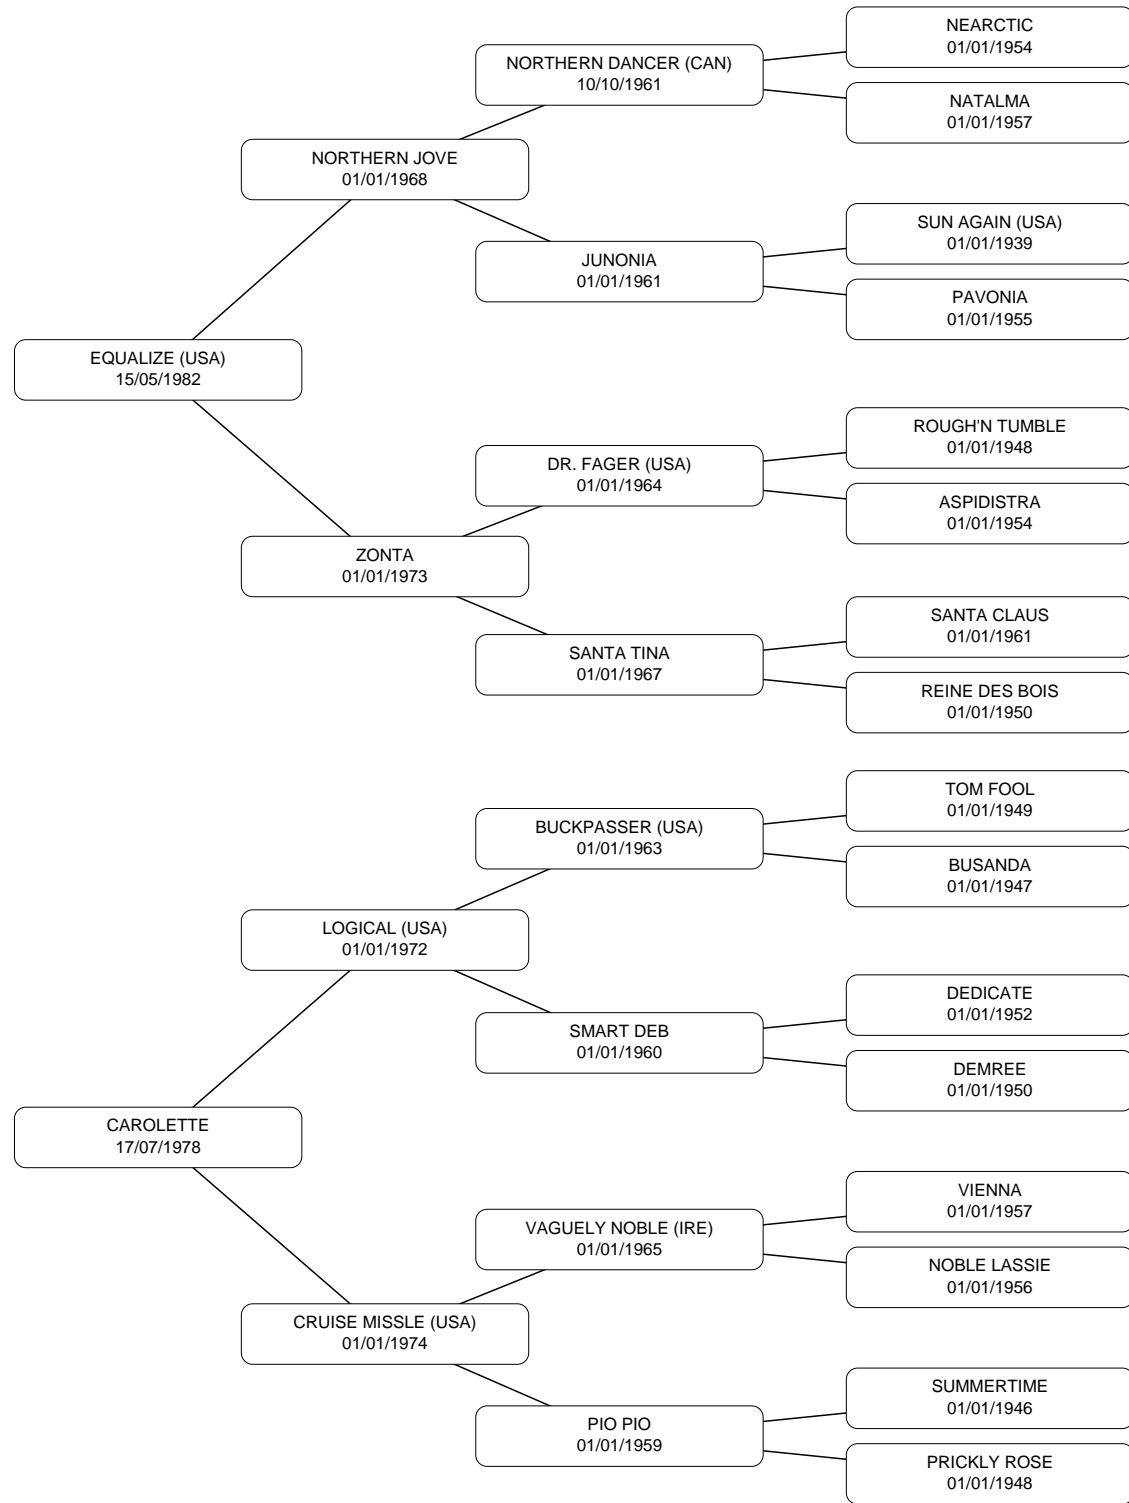 NEARCTIC
01/01/1954
NORTHERN DANCER (CAN)
10/10/1961
NATALMA
01/01/1957
NORTHERN JOVE
01/01/1968
SUN AGAIN (USA)
01/01/1939
JUNONIA
01/01/1961
PAVONIA
01/01/1955
EQUALIZE (USA)
15/05/1982
ROUGH'N TUMBLE
01/01/1948
DR. FAGER (USA)
01/01/1964
ASPIDISTRA
01/01/1954
ZONTA
01/01/1973
SANTA CLAUS
01/01/1961
SANTA TINA
01/01/1967
REINE DES BOIS
01/01/1950
TOM FOOL
01/01/1949
BUCKPASSER (USA)
01/01/1963
BUSANDA
01/01/1947
LOGICAL (USA)
01/01/1972
DEDICATE
01/01/1952
SMART DEB
01/01/1960
DEMREE
01/01/1950
CAROLETTE
17/07/1978
VIENNA
01/01/1957
VAGUELY NOBLE (IRE)
01/01/1965
NOBLE LASSIE
01/01/1956
CRUISE MISSLE (USA)
01/01/1974
SUMMERTIME
01/01/1946
PIO PIO
01/01/1959
PRICKLY ROSE
01/01/1948